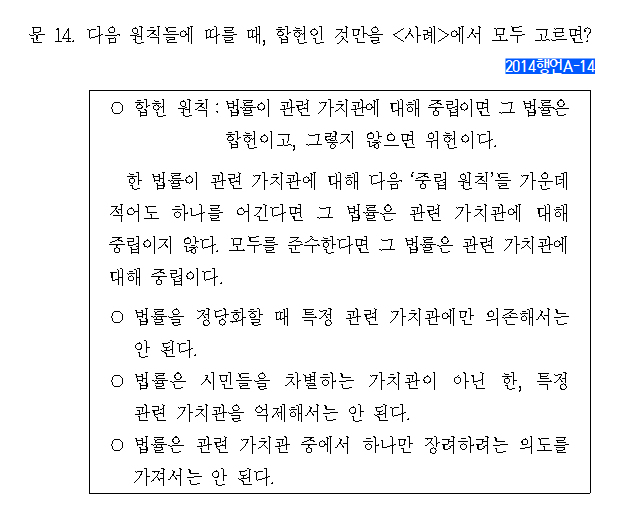 문 14. 다음 원칙들에 따를 때, 합헌인 것만을 <사례>에서 모두 고르면?
2014행언A-14
○ 합헌 원칙 : 법률이 관련 가치관에 대해 중립이면 그 법률은
합헌이고, 그렇지 않으면 위헌이다.
한 법률이 관련 가치관에 대해 다음 ‘중립 원칙’들 가운데
적어도 하나를 어긴다면 그 법률은 관련 가치관에 대해
중립이지 않다. 모두를 준수한다면 그 법률은 관련 가치관에
대해 중립이다.
○ 법률을 정당화할 때 특정 관련 가치관에만 의존해서는
안 된다.
○ 법률은 시민들을 차별하는 가치관이 아닌 한, 특정
관련 가치관을 억제해서는 안 된다.
○ 법률은 관련 가치관 중에서 하나만 장려하려는 의도를
가져서는 안 된다.